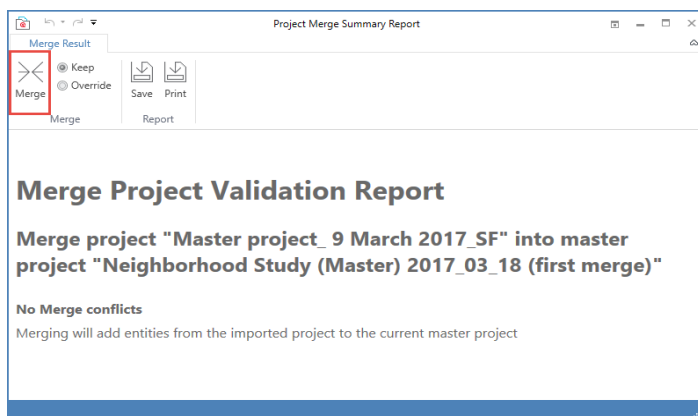 Project Merge Summary Report
Merge Result
Merge
Keep
Override
Save Print
Merge
Report
Merge Project Validation Report
Merge project "Master project_ 9 March 2017_SF" into master
project "Neighborhood Study (Master) 2017_03_18 (first merge)"
No Merge conflicts
Merging will add entities from the imported project to the current master project